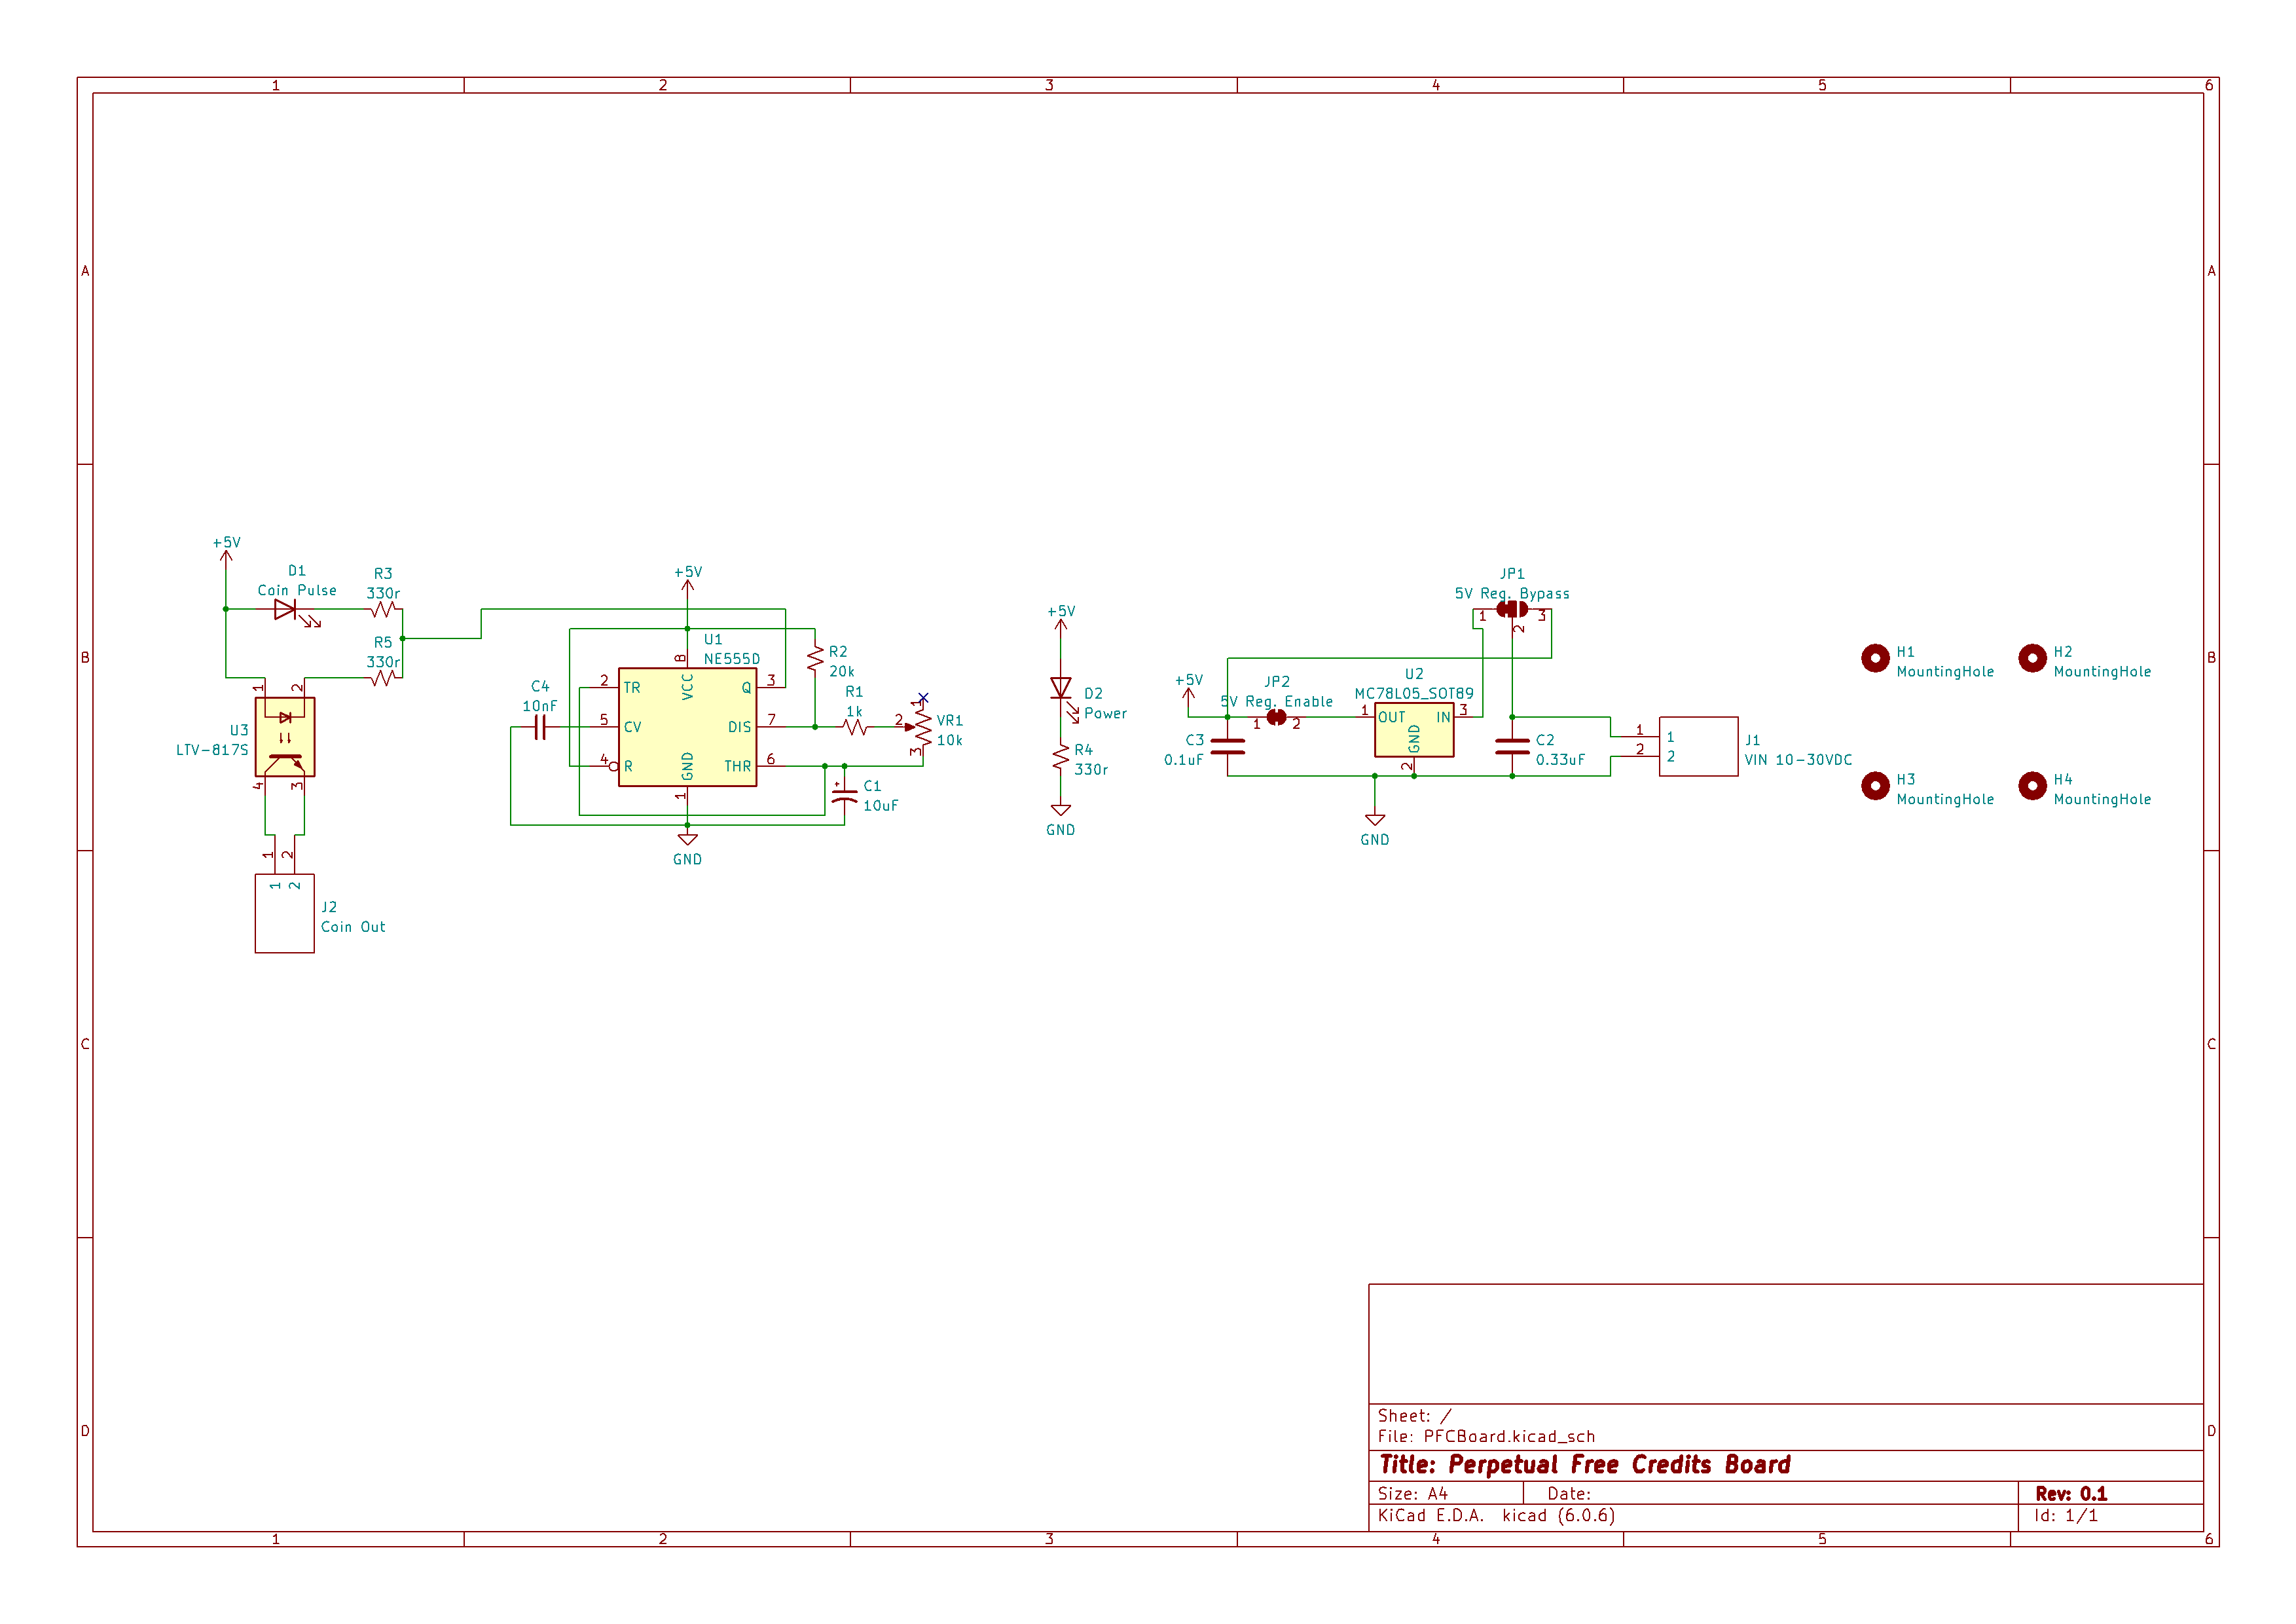 1 2 3 4 5 6
A A
B B
C C
D D
+5V
D1
Coin Pulse
R3
330r
R5
330r
1 2
U3
LTV-817S
4 3
1 2
1 2
J2
Coin Out
+5V
U1
NE555D
8
VCC
2 TR
5 CV
4 R
Q 3
DIS 7
THR 6
GND
1
GND
C4
10nF
R2
20k
R1
1k
1
2
3
VR1
10k
C1
10uF
+
+5V
D2
Power
R4
330r
GND
JP1
5V Reg. Bypass
1 2 3
+5V
JP2
5V Reg. Enable
1 2
U2
MC78L05_SOT89
1 OUT IN 3
GND
2
C3
0.1uF
C2
0.33uF
GND
1 1
2 2
J1
VIN 10-30VDC
H1
MountingHole
H2
MountingHole
H3
MountingHole
H4
MountingHole
Sheet: /
File: PFCBoard.kicad_sch
Title: Perpetual Free Credits Board
Size: A4 Date: Rev: 0.1
KiCad E.D.A. kicad (6.0.6) Id: 1/1
1 2 3 4 5 6